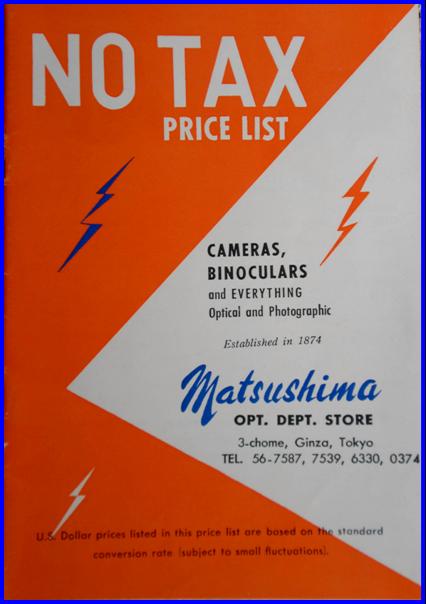 NO TAX
PRICE LIST
CAMERAS,
BINOCULARS
and EVERYTHING
Optical and Photographic
Established in 1874
Matsushima
OPT. DEPT. STORE
3-chome, Ginza, Tokyo
TEL. 56-7587, 7539, 6330, 0374
U.S. Dollar prices listed in this price list are based on the standard
conversion rate (subject to small fluctuations).